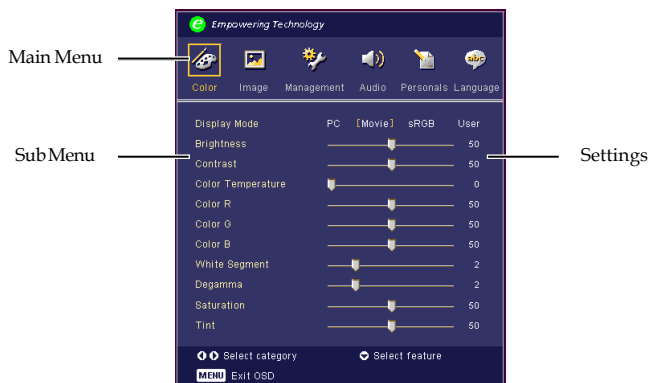 e Empowering Technology
Main Menu
Color Image Management Audio Personals Language
abc
Display Mode PC [Movie] sRGB User
Brightness 50
Sub Menu
Settings
Contrast 50
Color Temperature 0
Color R 50
Color G 50
Color B 50
White Segment 2
Degamma 2
Saturation 50
Tint 50
Select category Select feature
MENU Exit OSD